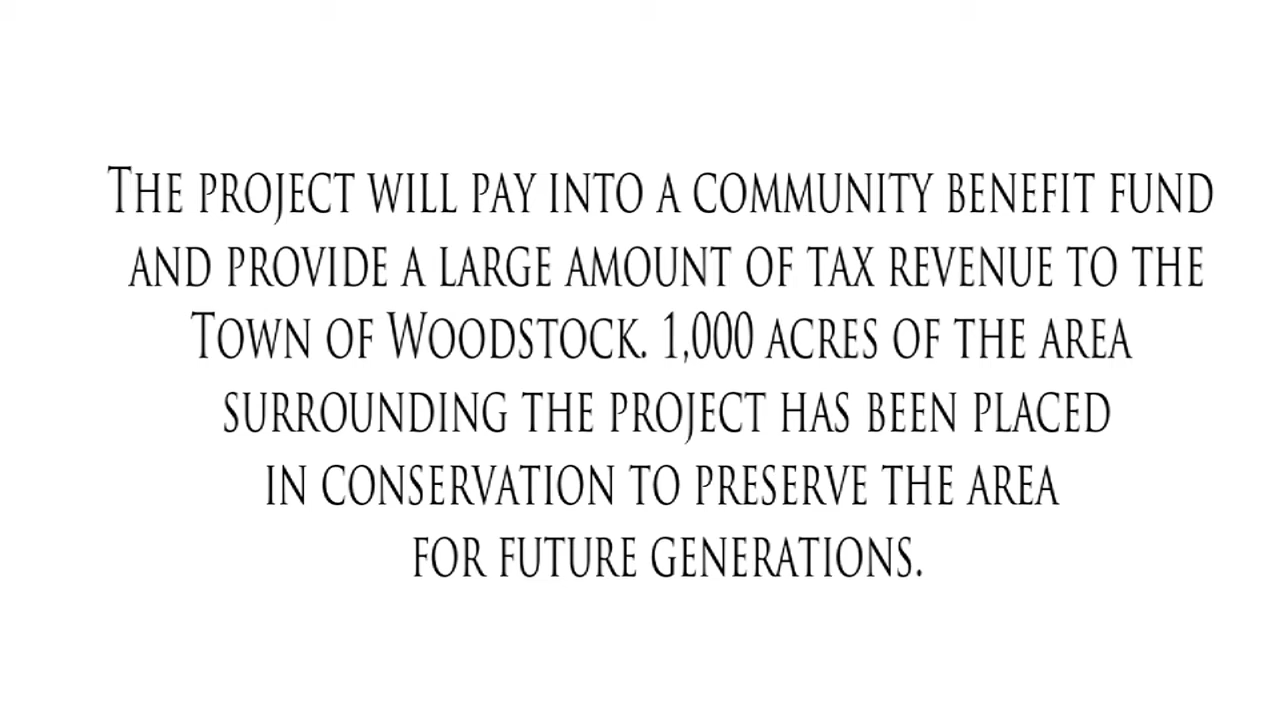 The project will pay into a community benefit fund
and provide a large amount of tax revenue to the
Town of Woodstock. 1,000 acres of the area
surrounding the project has been placed
in conservation to preserve the area
for future generations.